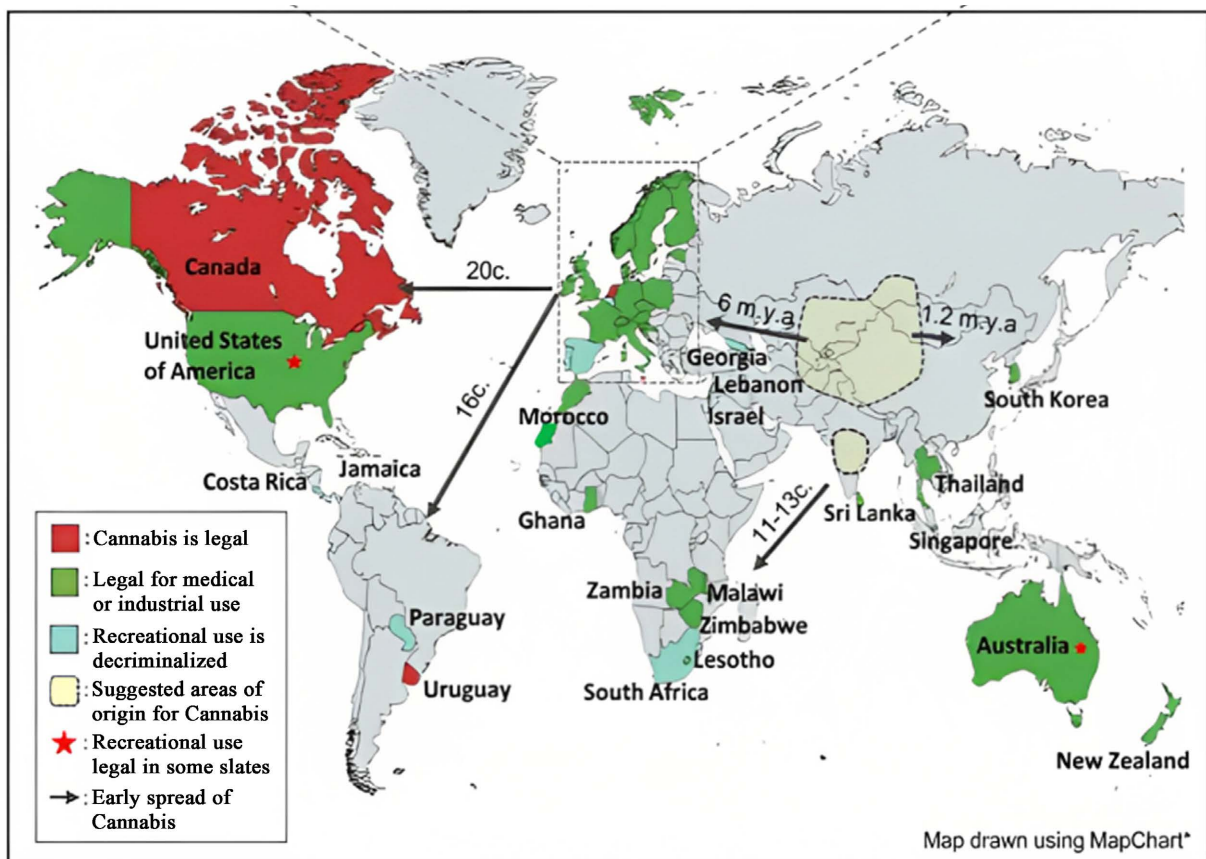 20c.
Canada
6 m.y.a
1.2 m.y.a
United States
of America
Georgia
Lebanon
Israel
South Korea
16c.
Morocco
Jamaica
Costa Rica
Ghana
11-13c.
Thailand
Sri Lanka
Singapore
Zambia
Malawi
Zimbabwe
Paraguay
Lesotho
Australia
Uruguay
South Africa
New Zealand
: Cannabis is legal
: Legal for medical
or industrial use
: Recreational use is
decriminalized
: Suggested areas of
origin for Cannabis
: Recreational use
legal in some slates
: Early spread of
Cannabis
Map drawn using MapChart*